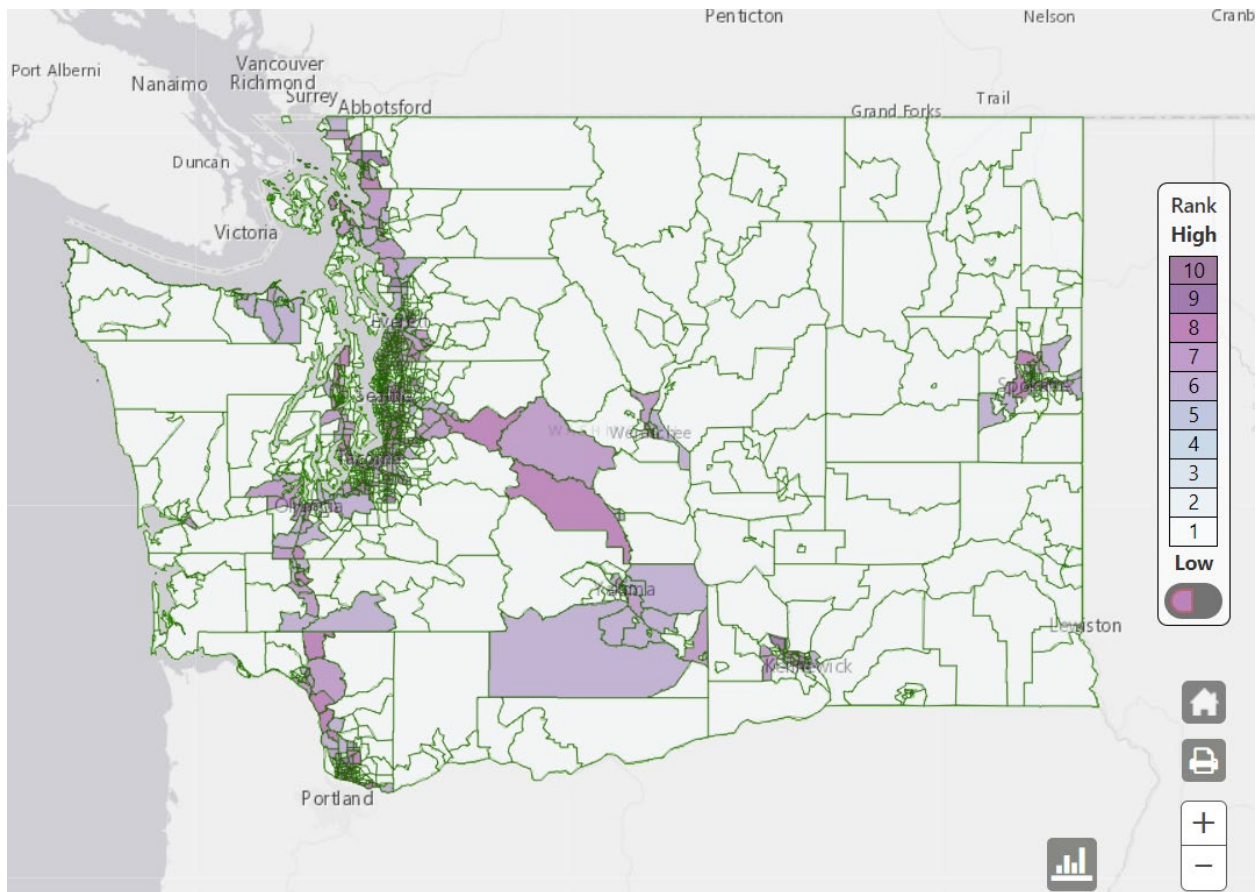 Penticton
Nelson
Cranb
Vancouver
Port Alberni
Nanaimo
Richmond
Surrey
Abbotsford
Trail
Grand Forks
Duncan
Victoria
Everett
Seattle
Spokane
Wenatchee
Tacoma
Olympia
Yakima
Lewiston
Kennewick
Portland
Rank
High
10
9
8
7
6
5
4
3
2
1
Low
+
−